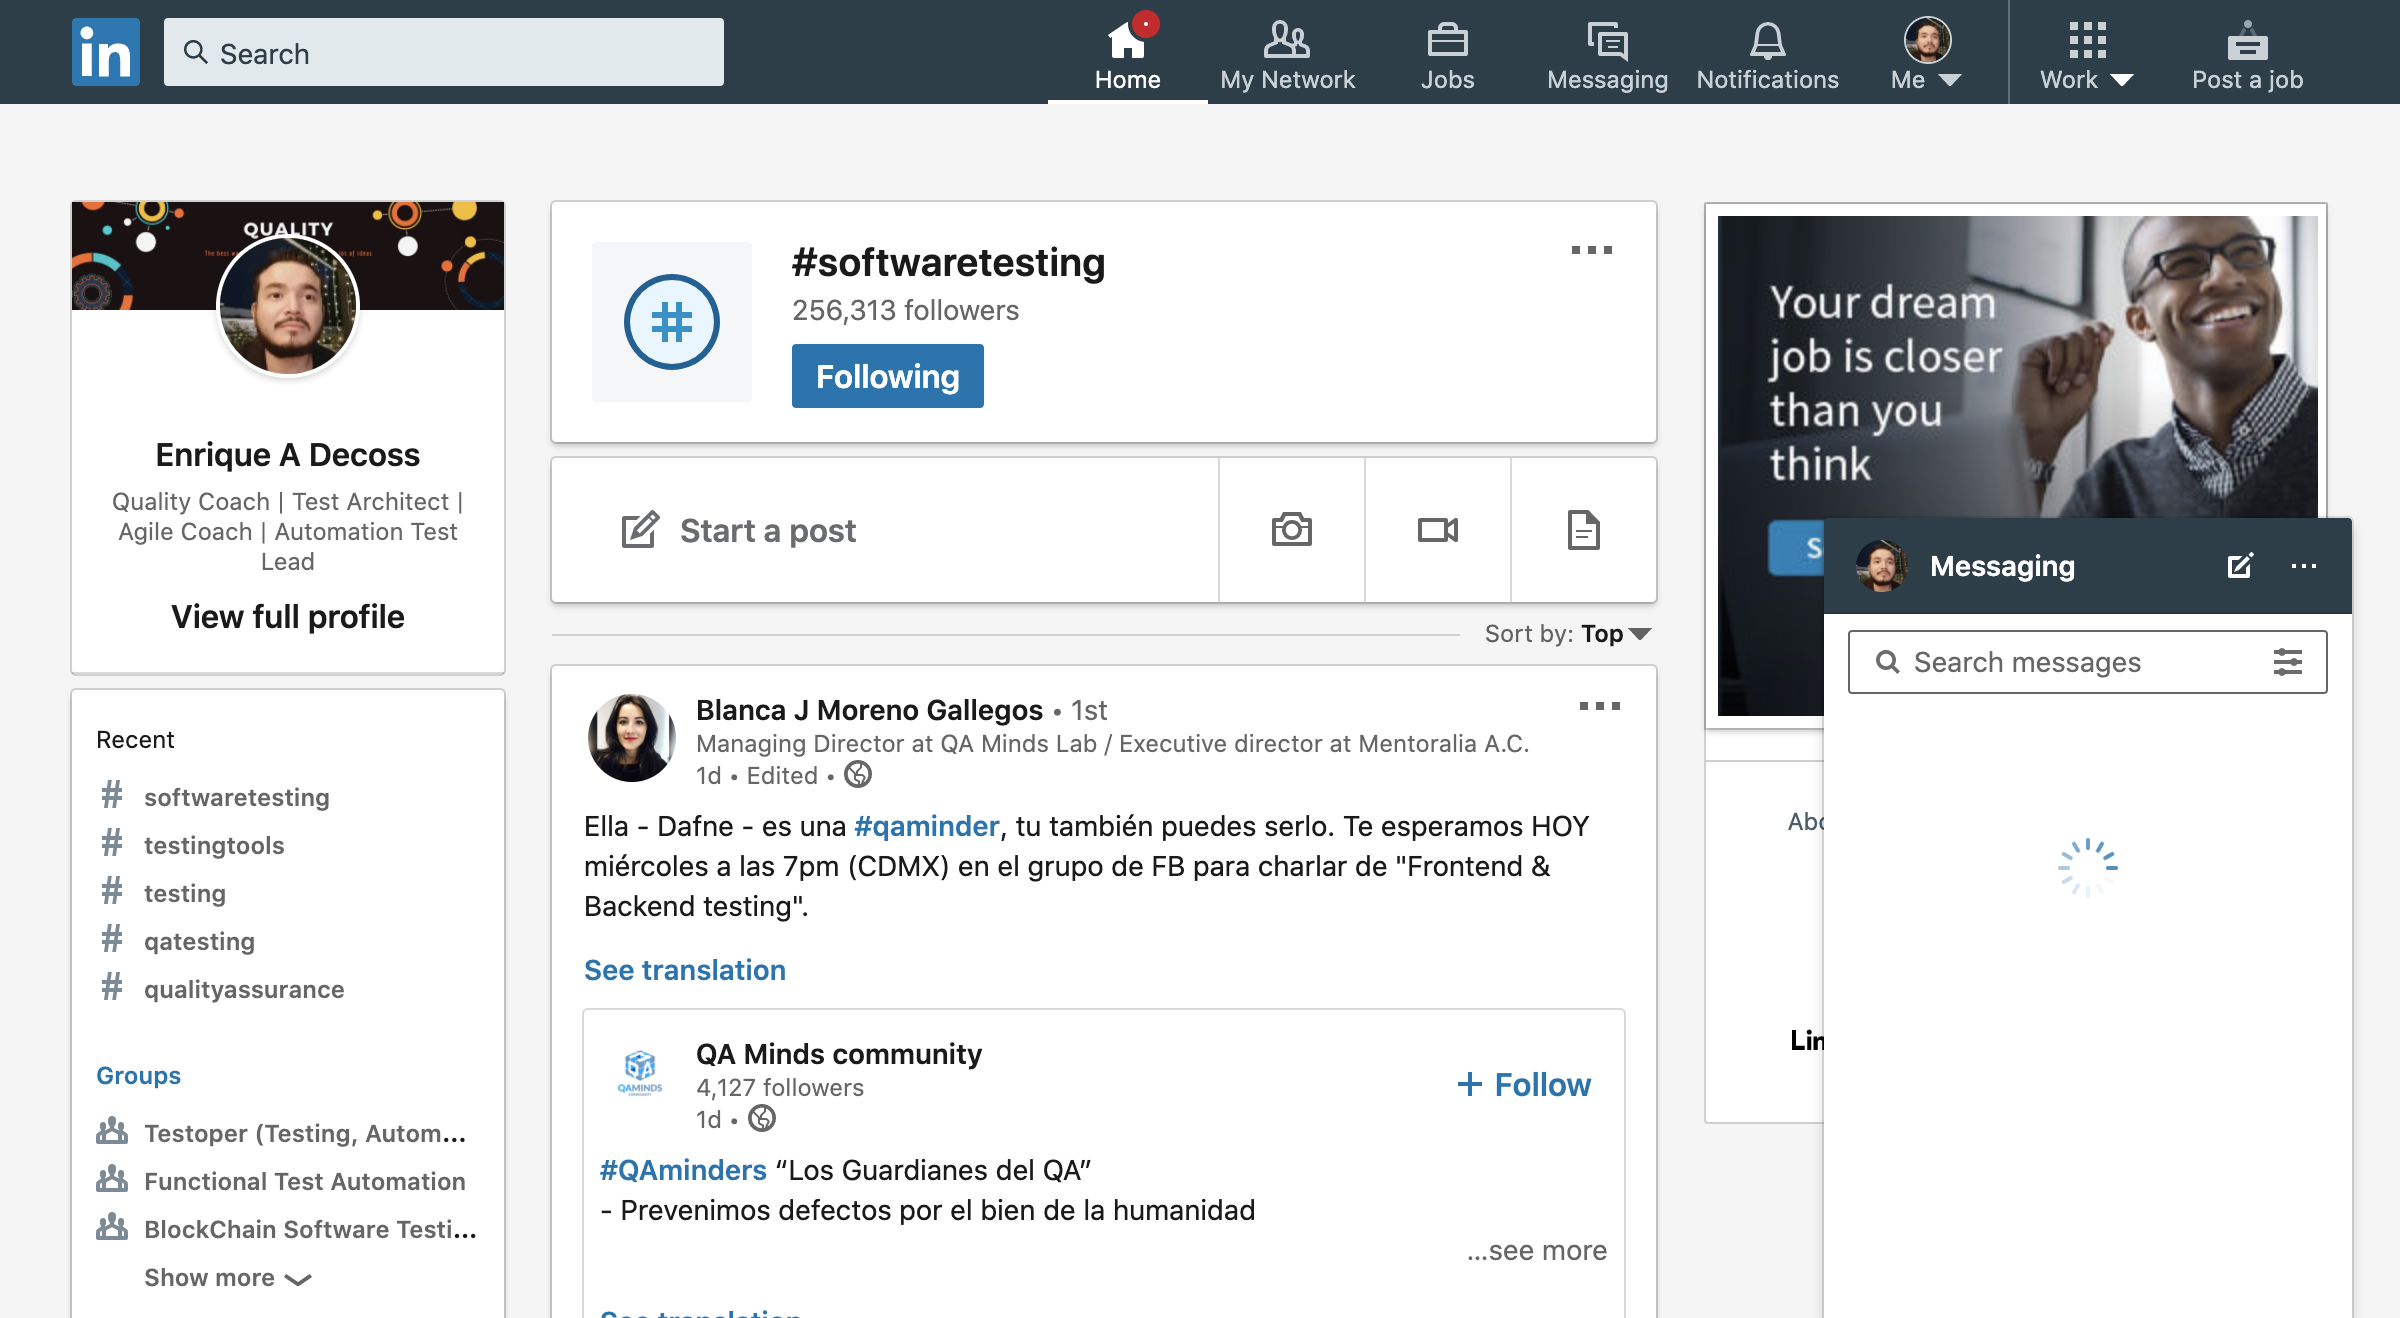 in
Search
Home
My Network
Jobs
Messaging
Notifications
Me
Work
Post a job
QUALITY
The best w
Enrique A Decoss
Quality Coach | Test Architect |
Agile Coach | Automation Test
Lead
View full profile
Recent
# softwaretesting
# testingtools
# testing
# qatesting
# qualityassurance
Groups
Testoper (Testing, Autom...
Functional Test Automation
BlockChain Software Testi...
Show more
#
#softwaretesting
256,313 followers
Following
Start a post
Sort by: Top
Blanca J Moreno Gallegos • 1st
Managing Director at QA Minds Lab / Executive director at Mentoralia A.C.
1d • Edited •
Ella - Dafne - es una #qaminder, tu también puedes serlo. Te esperamos HOY
miércoles a las 7pm (CDMX) en el grupo de FB para charlar de "Frontend &
Backend testing".
See translation
QA
QAMINDS
QA Minds community
4,127 followers
1d •
+ Follow
#QAminders “Los Guardianes del QA”
- Prevenimos defectos por el bien de la humanidad
...see more
See translation
Your dream
job is closer
than you
think
S
Abo
Lin
Messaging
Search messages